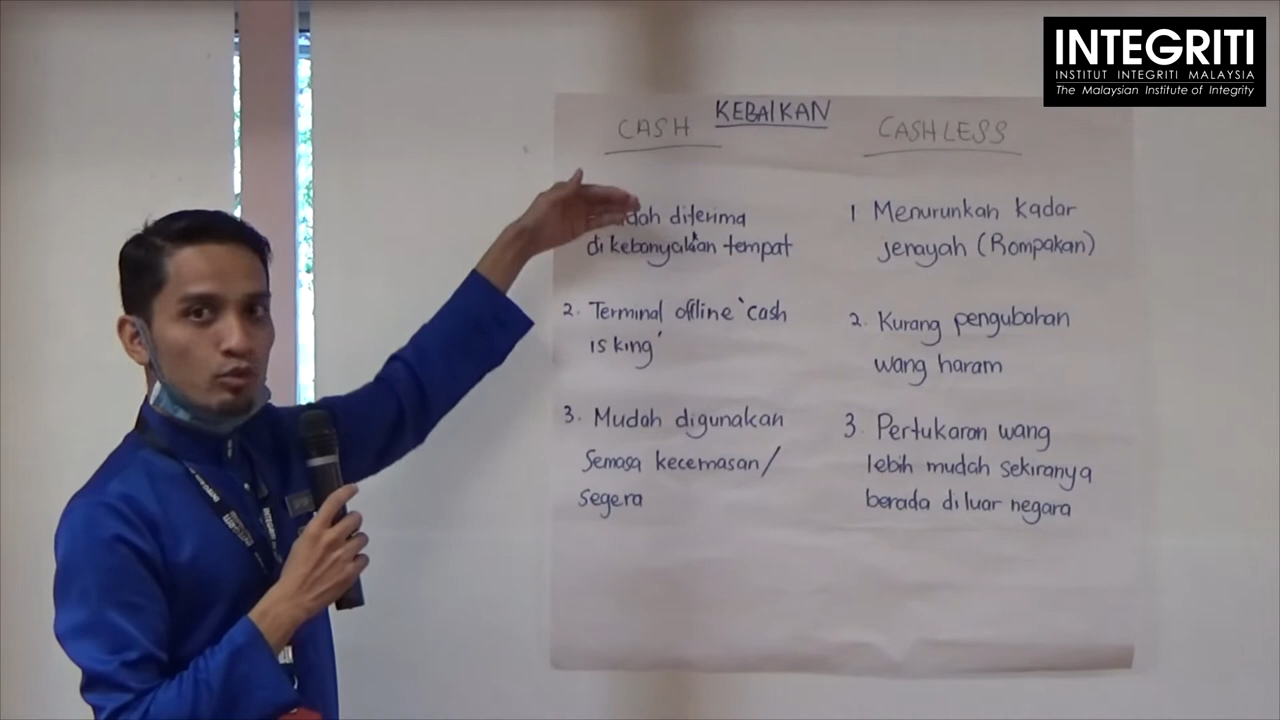 INTEGRITI
INSTITUT INTEGRITI MALAYSIA
The Malaysian Institute of Integrity
KEBAIKAN
CASH
diterima
di kebanyakan tempat
2. Terminal offline 'cash
is king'
3. Mudah digunakan
semasa kecemasan/
segera
CASHLESS
1 Menurunkan kadar
jenayah (Rompakan)
2. Kurang pengubahan
wang haram
3. Pertukaran wang
lebih mudah sekiranya
berada diluar negara
INTEGRITI